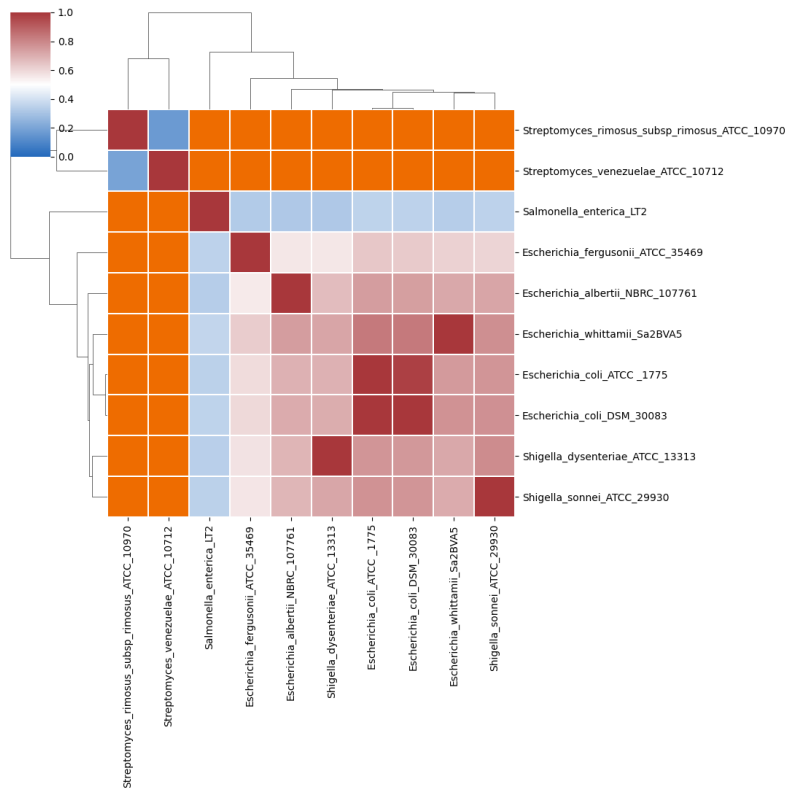 1.0
0.8
0.6
0.4
0.2
0.0
Streptomyces_rimosus_subsp_rimosus_ATCC_10970
Streptomyces_venezuelae_ATCC_10712
Salmonella_enterica_LT2
Escherichia_fergusonii_ATCC_35469
Escherichia_albertii_NBRC_107761
Escherichia_whittamii_Sa2BVA5
Escherichia_coli_ATCC _1775
Escherichia_coli_DSM_30083
Shigella_dysenteriae_ATCC_13313
Shigella_sonnei_ATCC_29930
Streptomyces_rimosus_subsp_rimosus_ATCC_10970
Streptomyces_venezuelae_ATCC_10712
Salmonella_enterica_LT2
Escherichia_fergusonii_ATCC_35469
Escherichia_albertii_NBRC_107761
Shigella_dysenteriae_ATCC_13313
Escherichia_coli_ATCC _1775
Escherichia_coli_DSM_30083
Escherichia_whittamii_Sa2BVA5
Shigella_sonnei_ATCC_29930